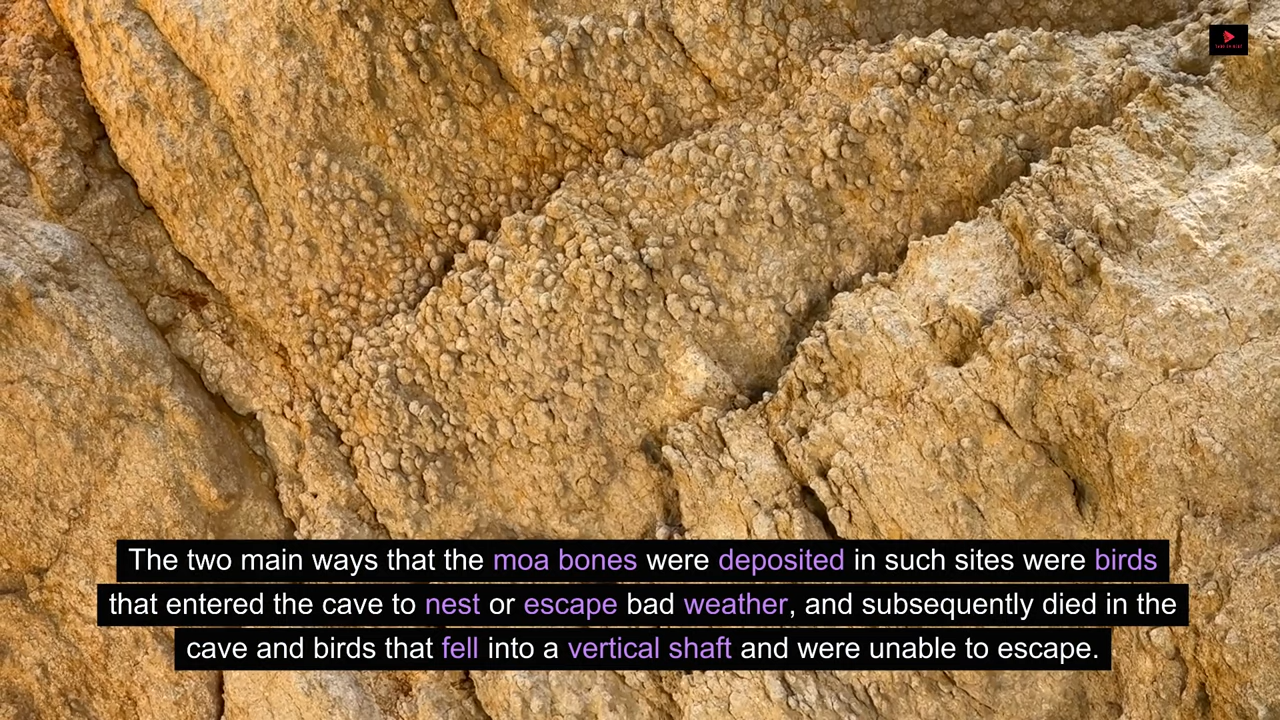 The two main ways that the moa bones were deposited in such sites were birds
that entered the cave to nest or escape bad weather, and subsequently died in the
cave and birds that fell into a vertical shaft and were unable to escape.